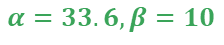 α = 33.6, β = 10